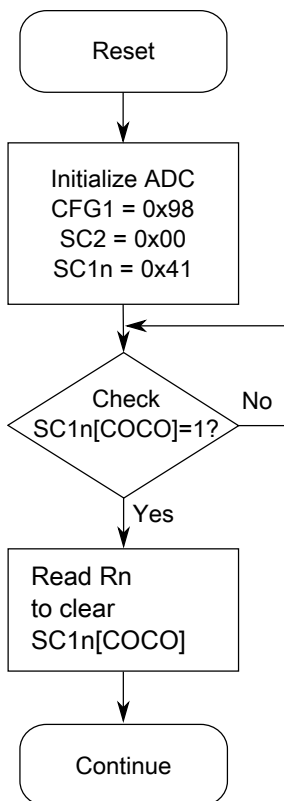 Reset
Initialize ADC
CFG1 = 0x98
SC2 = 0x00
SC1n = 0x41
Check
SC1n[COCO]=1?
No
Yes
Read Rn
to clear
SC1n[COCO]
Continue